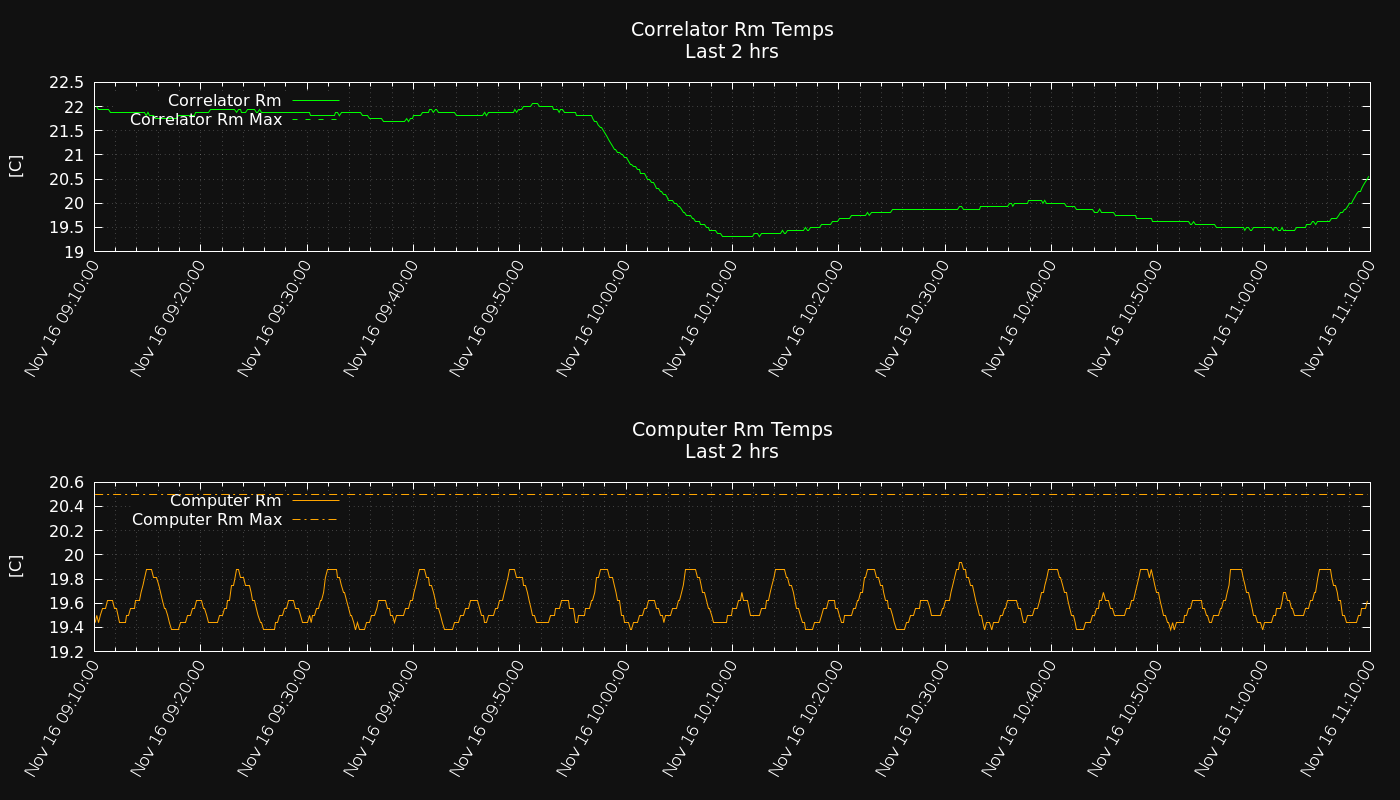 Correlator Rm Temps
Last 2 hrs
22.5
22
21.5
21
20.5
20
19.5
19
[C]
Correlator Rm
Correlator Rm Max
Nov 16 09:10:00
Nov 16 09:20:00
Nov 16 09:30:00
Nov 16 09:40:00
Nov 16 09:50:00
Nov 16 10:00:00
Nov 16 10:10:00
Nov 16 10:20:00
Nov 16 10:30:00
Nov 16 10:40:00
Nov 16 10:50:00
Nov 16 11:00:00
Nov 16 11:10:00
Computer Rm Temps
Last 2 hrs
20.6
20.4
20.2
20
19.8
19.6
19.4
19.2
[C]
Computer Rm
Computer Rm Max
Nov 16 09:10:00
Nov 16 09:20:00
Nov 16 09:30:00
Nov 16 09:40:00
Nov 16 09:50:00
Nov 16 10:00:00
Nov 16 10:10:00
Nov 16 10:20:00
Nov 16 10:30:00
Nov 16 10:40:00
Nov 16 10:50:00
Nov 16 11:00:00
Nov 16 11:10:00